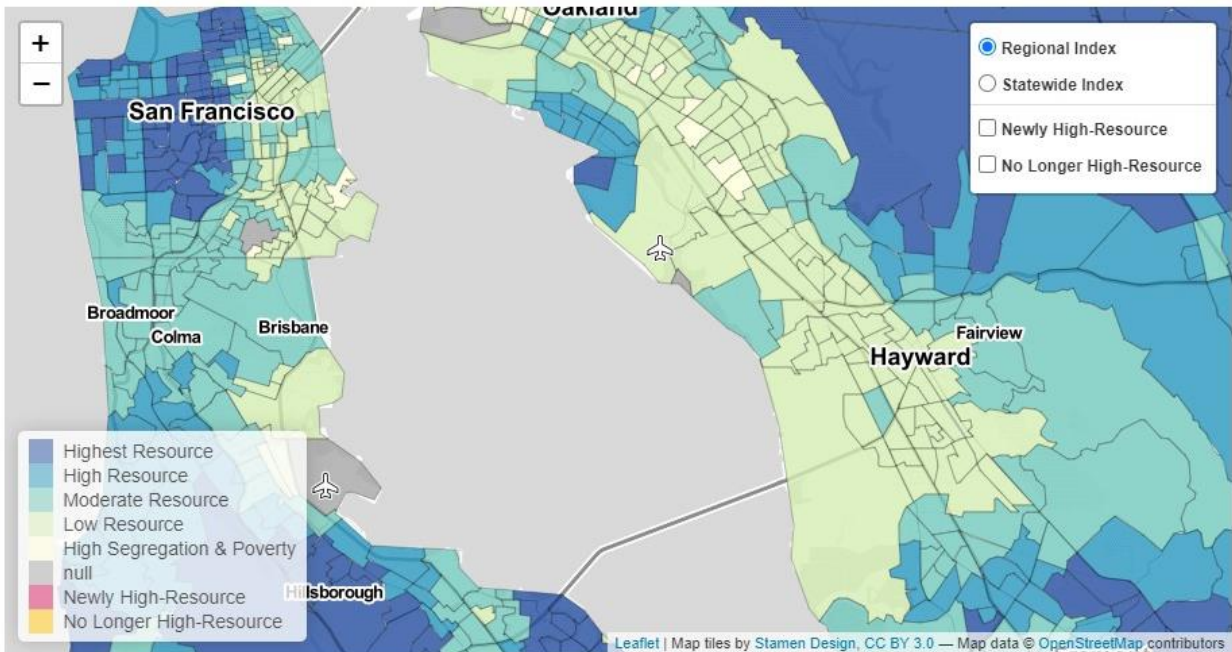 Oakland
+
−
San Francisco
Regional Index
Statewide Index
Newly High-Resource
No Longer High-Resource
Broadmoor
Colma
Brisbane
Fairview
Hayward
Highest Resource
High Resource
Moderate Resource
Low Resource
High Segregation & Poverty
null
Newly High-Resource
No Longer High-Resource
Hillsborough
Leaflet | Map tiles by Stamen Design, CC BY 3.0 — Map data © OpenStreetMap contributors